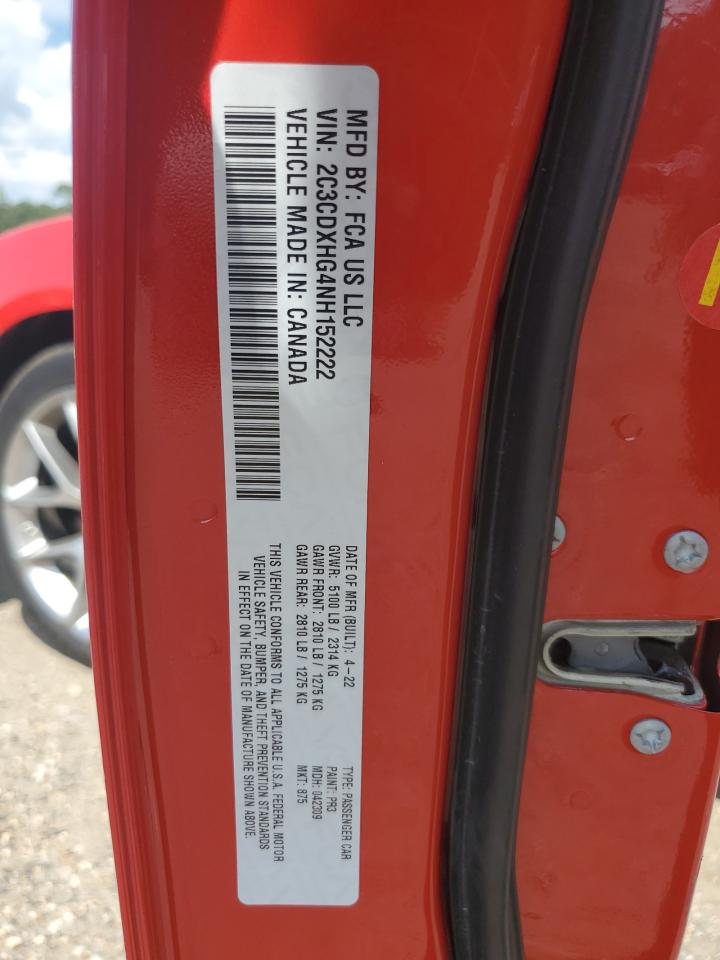 MFD BY: FCA US LLC
VIN: 2C3CDXHG4NH152222
VEHICLE MADE IN: CANADA
DATE OF MFR (BUILT): 4-22
GVWR: 5100 LB / 2314 KG
GAWR FRONT: 2810 LB / 1275 KG
GAWR REAR: 2810 LB / 1275 KG
TYPE: PASSENGER CAR
PAINT: PR3
MDH: 042309
MKT: 875
THIS VEHICLE CONFORMS TO ALL APPLICABLE U.S.A. FEDERAL MOTOR
VEHICLE SAFETY, BUMPER, AND THEFT PREVENTION STANDARDS
IN EFFECT ON THE DATE OF MANUFACTURE SHOWN ABOVE.